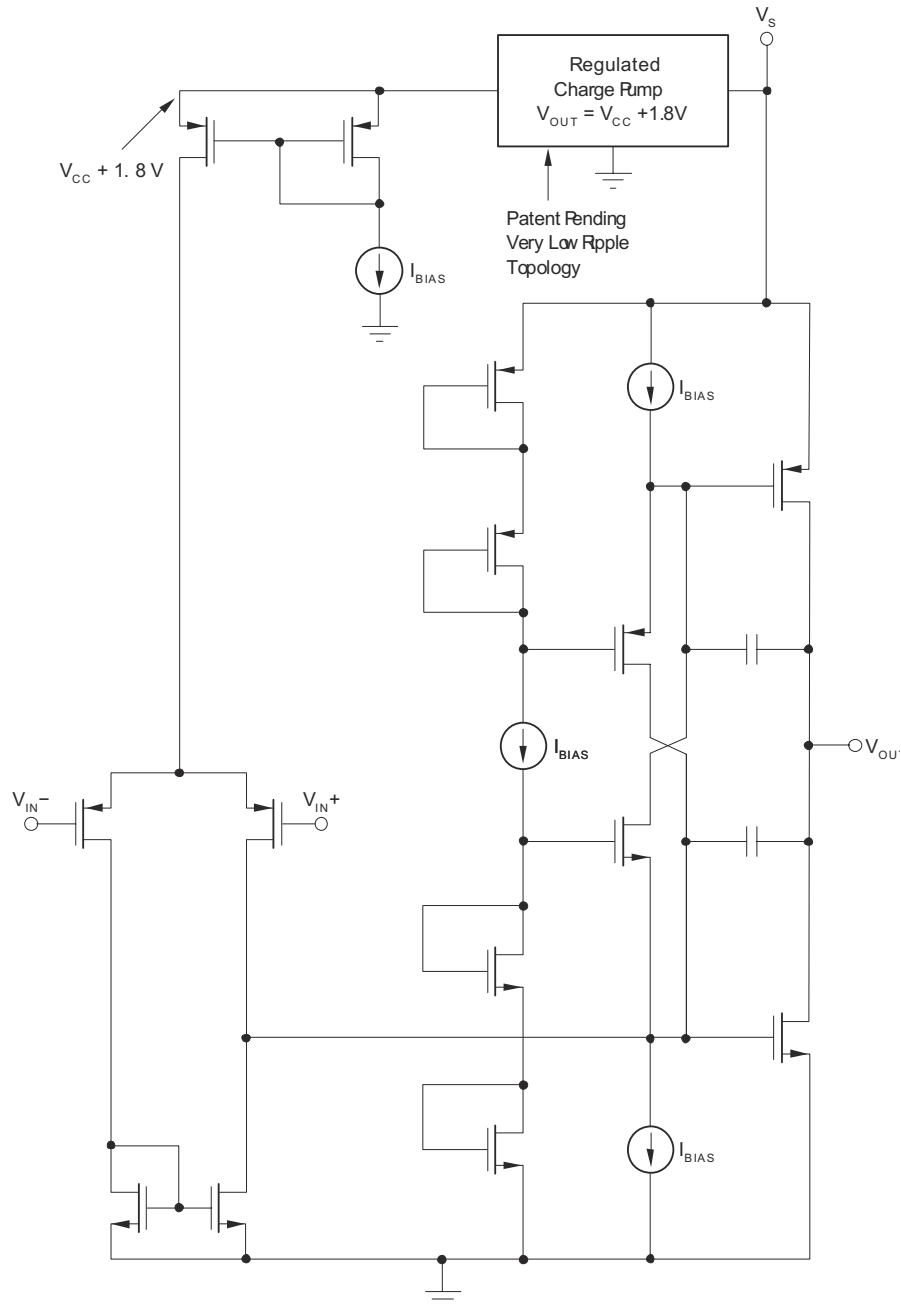 V_S
Regulated
Charge Pump
V_OUT = V_CC +1.8V
V_CC + 1. 8 V
Patent Pending
Very Low Ripple
Topology
I_BIAS
I_BIAS
I_BIAS
V_OUT
V_IN−
V_IN+
I_BIAS